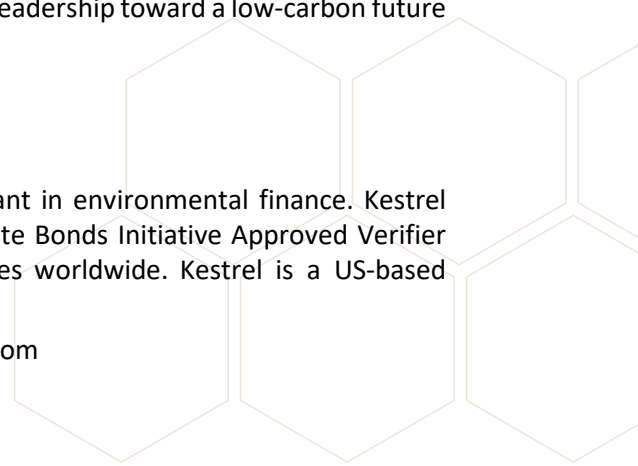 eadership toward a low-carbon future
ant in environmental finance. Kestrel
te Bonds Initiative Approved Verifier
es worldwide. Kestrel is a US-based
om